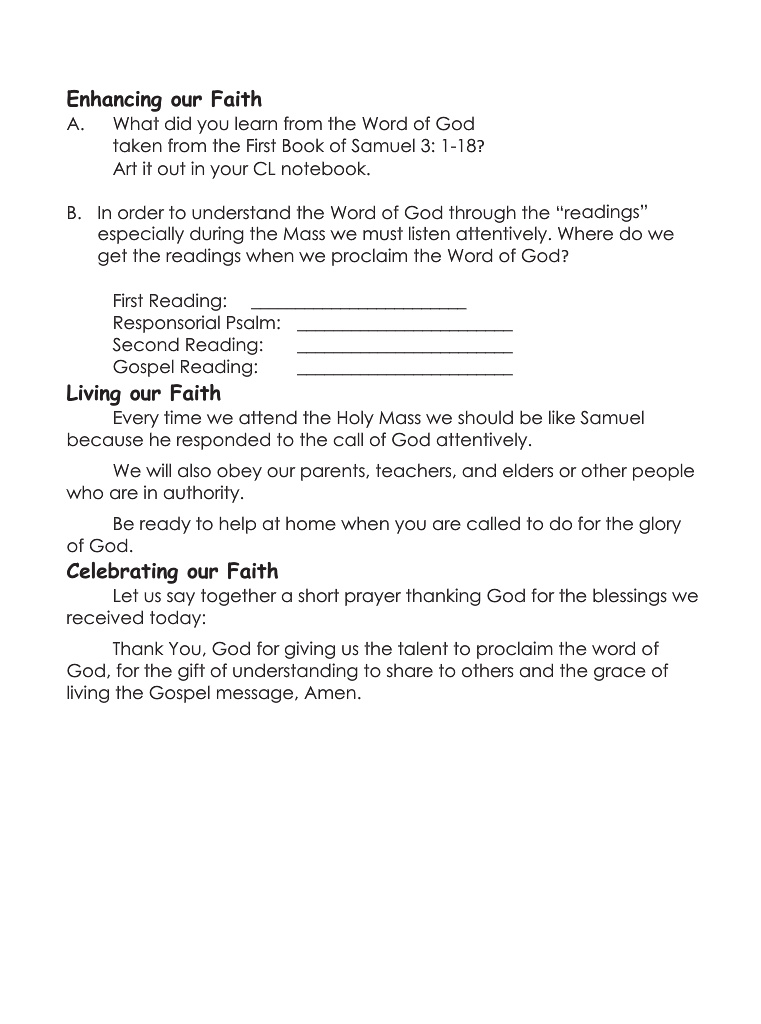 Enhancing our Faith
A. What did you learn from the Word of God
taken from the First Book of Samuel 3: 1-18?
Art it out in your CL notebook.
B. In order to understand the Word of God through the “readings”
especially during the Mass we must listen attentively. Where do we
get the readings when we proclaim the Word of God?
First Reading: _______________________
Responsorial Psalm: _______________________
Second Reading: _______________________
Gospel Reading: _______________________
Living our Faith
Every time we attend the Holy Mass we should be like Samuel
because he responded to the call of God attentively.
We will also obey our parents, teachers, and elders or other people
who are in authority.
Be ready to help at home when you are called to do for the glory
of God.
Celebrating our Faith
Let us say together a short prayer thanking God for the blessings we
received today:
Thank You, God for giving us the talent to proclaim the word of
God, for the gift of understanding to share to others and the grace of
living the Gospel message, Amen.